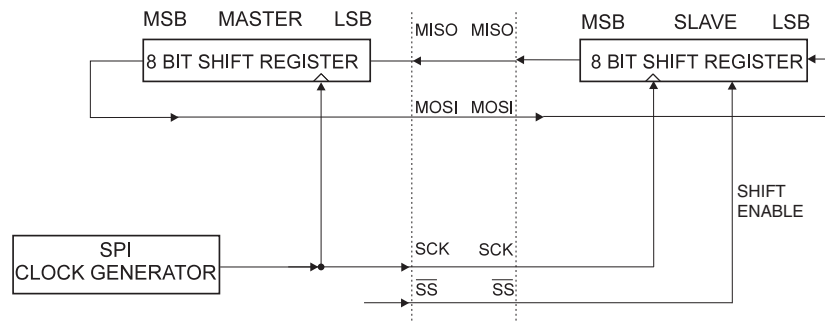 MSB MASTER LSB
MISO MISO
MSB SLAVE LSB
8 BIT SHIFT REGISTER
8 BIT SHIFT REGISTER
MOSI MOSI
SHIFT
ENABLE
SPI
CLOCK GENERATOR
SCK SCK
SS SS